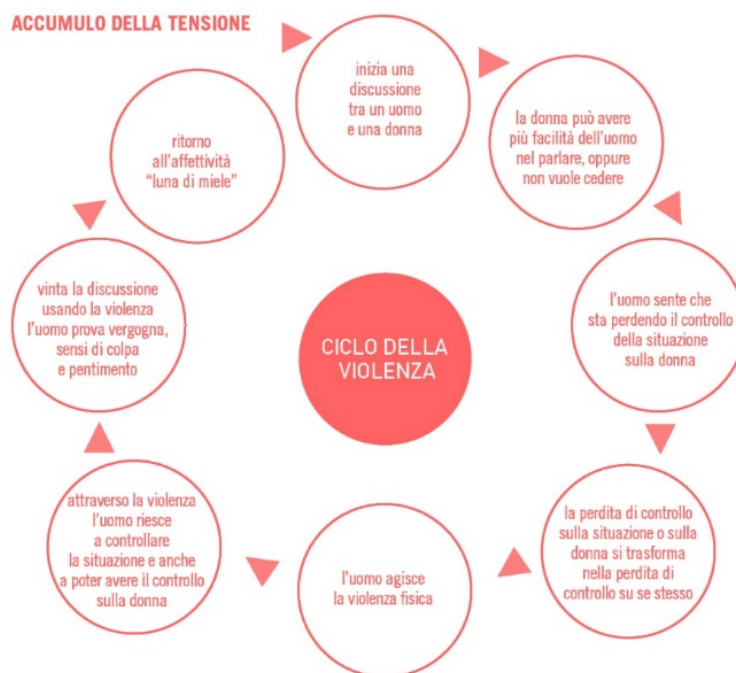 ACCUMULO DELLA TENSIONE
inizia una
discussione
tra un uomo
e una donna
la donna può avere
più facilità dell'uomo
nel parlare, oppure
non vuole cedere
l'uomo sente che
sta perdendo il controllo
della situazione
sulla donna
la perdita di controllo
sulla situazione o sulla
donna si trasforma
nella perdita di
controllo su se stesso
l'uomo agisce
la violenza fisica
attraverso la violenza
l'uomo riesce
a controllare
la situazione e anche
a poter avere il controllo
sulla donna
vinta la discussione
usando la violenza
l'uomo prova vergogna,
sensi di colpa
e pentimento
ritorno
all'affettività
“luna di miele”
CICLO DELLA
VIOLENZA